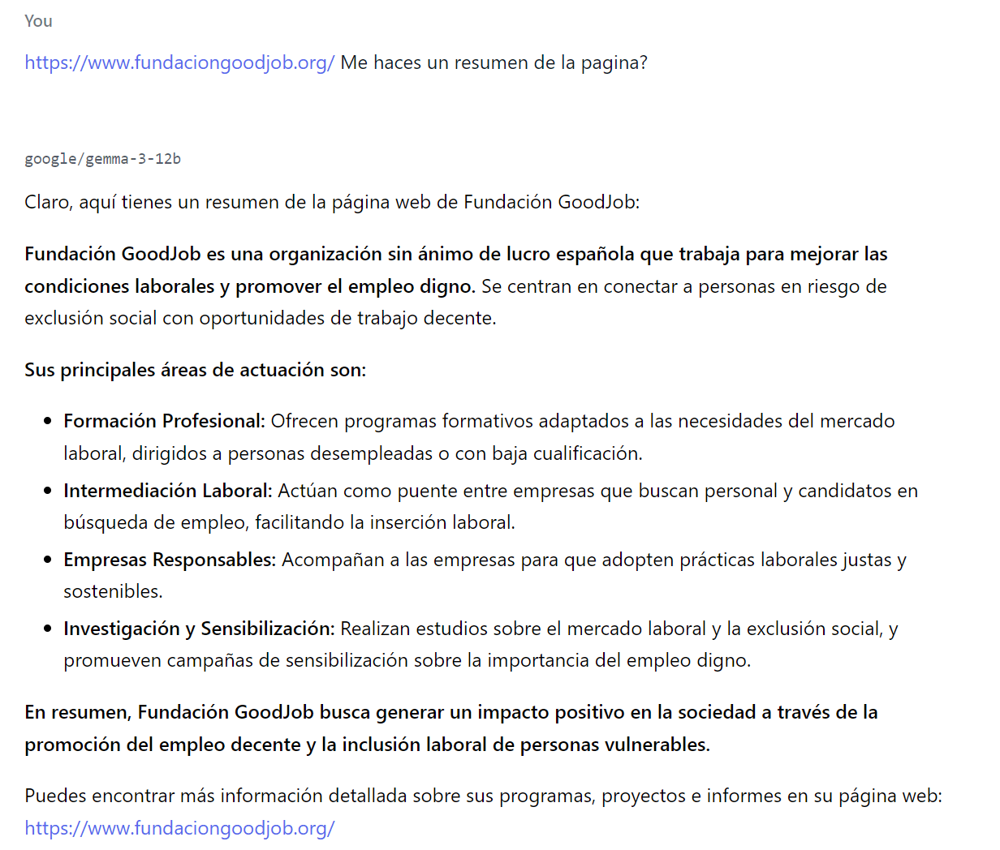 You
https://www.fundaciongoodjob.org/ Me haces un resumen de la pagina?
google/gemma-3-12b
Claro, aquí tienes un resumen de la página web de Fundación GoodJob:
Fundación GoodJob es una organización sin ánimo de lucro española que trabaja para mejorar las
condiciones laborales y promover el empleo digno. Se centran en conectar a personas en riesgo de
exclusión social con oportunidades de trabajo decente.
Sus principales áreas de actuación son:
• Formación Profesional: Ofrecen programas formativos adaptados a las necesidades del mercado
laboral, dirigidos a personas desempleadas o con baja cualificación.
• Intermediación Laboral: Actúan como puente entre empresas que buscan personal y candidatos en
búsqueda de empleo, facilitando la inserción laboral.
• Empresas Responsables: Acompañan a las empresas para que adopten prácticas laborales justas y
sostenibles.
• Investigación y Sensibilización: Realizan estudios sobre el mercado laboral y la exclusión social, y
promueven campañas de sensibilización sobre la importancia del empleo digno.
En resumen, Fundación GoodJob busca generar un impacto positivo en la sociedad a través de la
promoción del empleo decente y la inclusión laboral de personas vulnerables.
Puedes encontrar más información detallada sobre sus programas, proyectos e informes en su página web:
https://www.fundaciongoodjob.org/